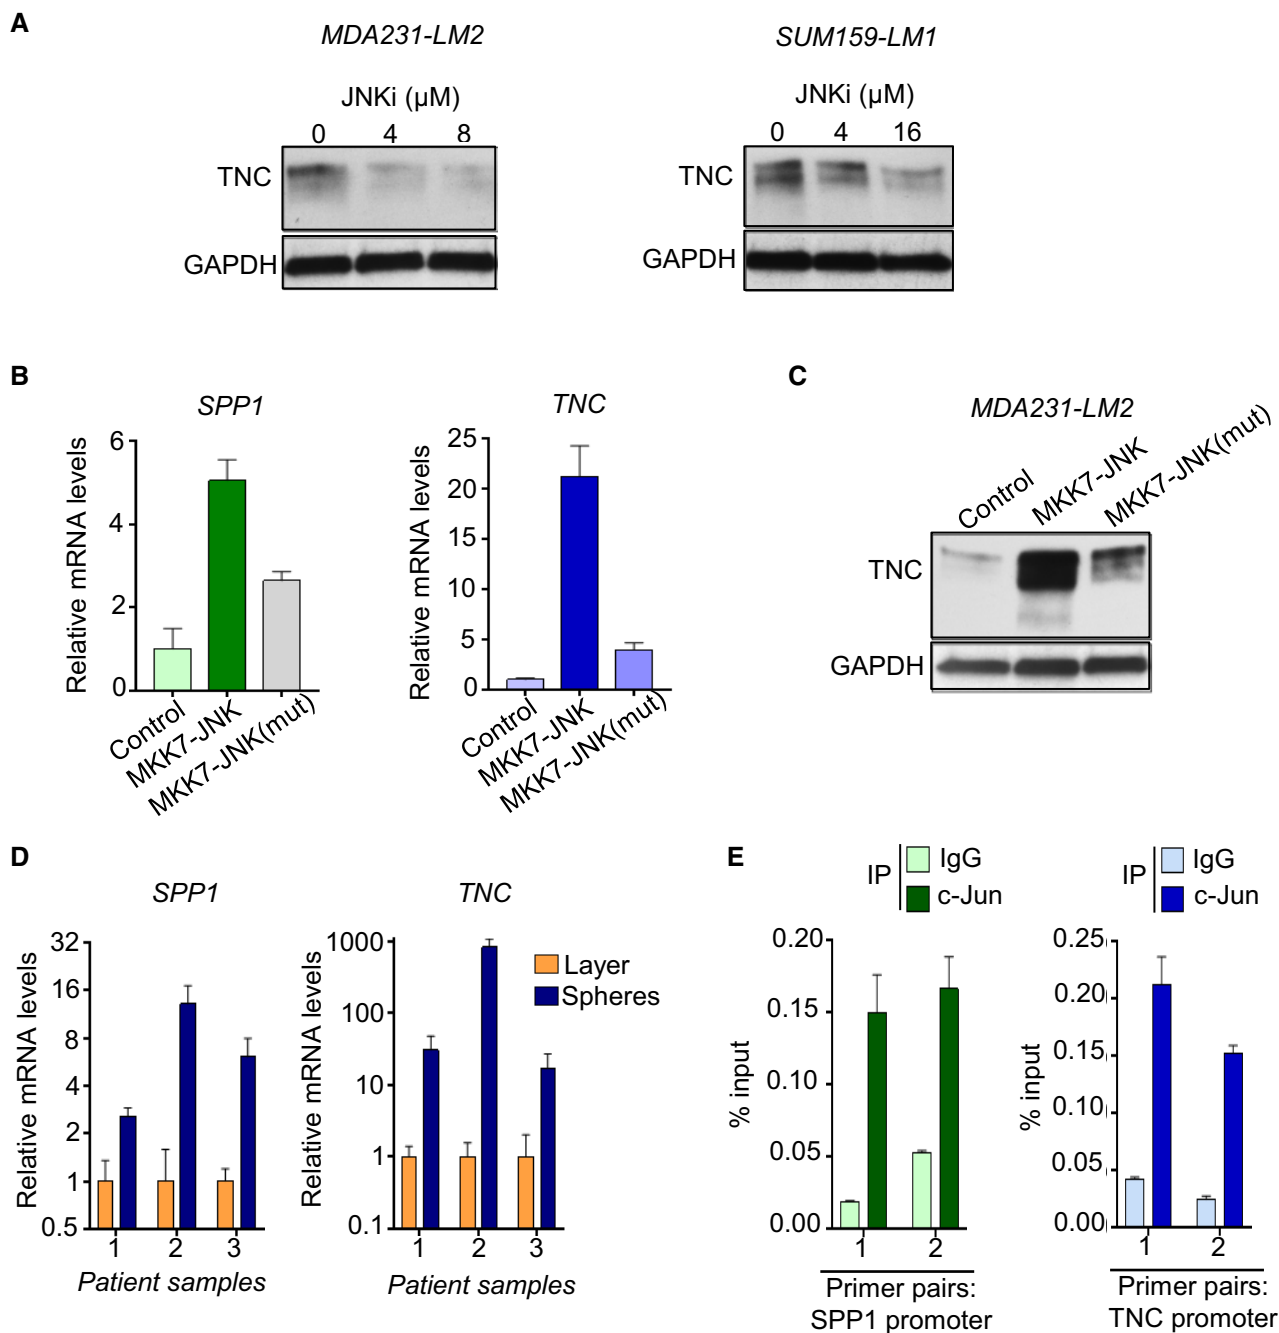 A
MDA231-LM2
JNKi (µM)
0 4 8
TNC
GAPDH
SUM159-LM1
JNKi (µM)
0 4 16
TNC
GAPDH
B
SPP1
Relative mRNA levels
6
4
2
0
Control
MKK7-JNK
MKK7-JNK(mut)
TNC
Relative mRNA levels
25
20
15
10
5
0
Control
MKK7-JNK
MKK7-JNK(mut)
C
MDA231-LM2
Control
MKK7-JNK
MKK7-JNK(mut)
TNC
GAPDH
D
SPP1
Relative mRNA levels
32
16
8
4
2
1
0.5
1 2 3
Patient samples
TNC
Relative mRNA levels
1000
100
10
1
0.1
1 2 3
Patient samples
Layer
Spheres
E
IP
IgG
c-Jun
% input
0.20
0.15
0.10
0.05
0.00
1 2
Primer pairs:
SPP1 promoter
IP
IgG
c-Jun
% input
0.25
0.20
0.15
0.10
0.05
0.00
1 2
Primer pairs:
TNC promoter